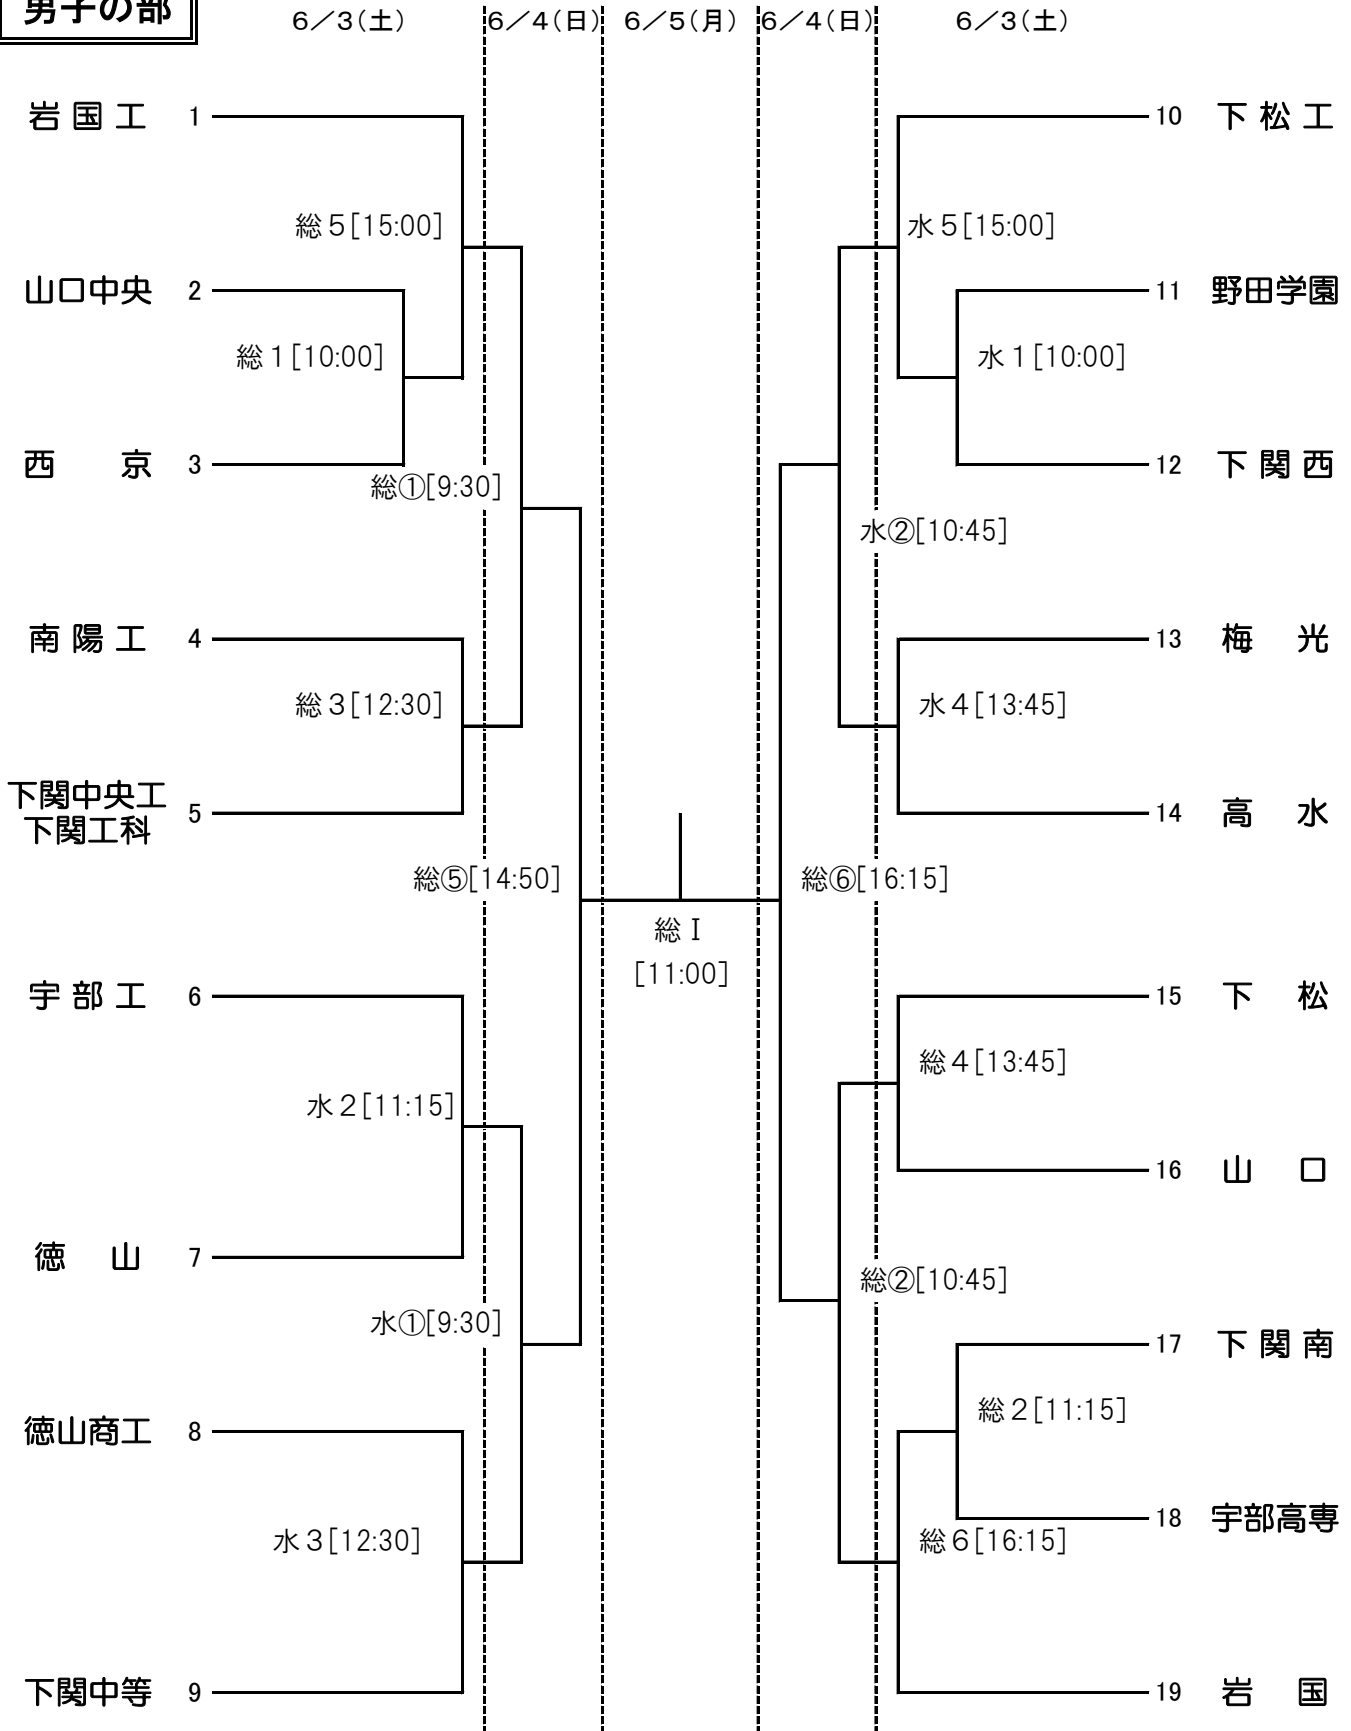 男子の部
6/3(土) 6/4(日) 6/5(月) 6/4(日) 6/3(土)
岩国工 1
総5[15:00]
山口中央 2
総1[10:00]
西 京 3
総①[9:30]
南陽工 4
総3[12:30]
下関中央工
下関工科 5
総⑤[14:50]
宇部工 6
水2[11:15]
徳 山 7
水①[9:30]
徳山商工 8
水3[12:30]
下関中等 9
総Ⅰ
[11:00]
10 下松工
水5[15:00]
11 野田学園
水1[10:00]
12 下関西
水②[10:45]
13 梅 光
水4[13:45]
14 高 水
総⑥[16:15]
15 下 松
総4[13:45]
16 山 口
総②[10:45]
17 下関南
総2[11:15]
18 宇部高専
総6[16:15]
19 岩 国